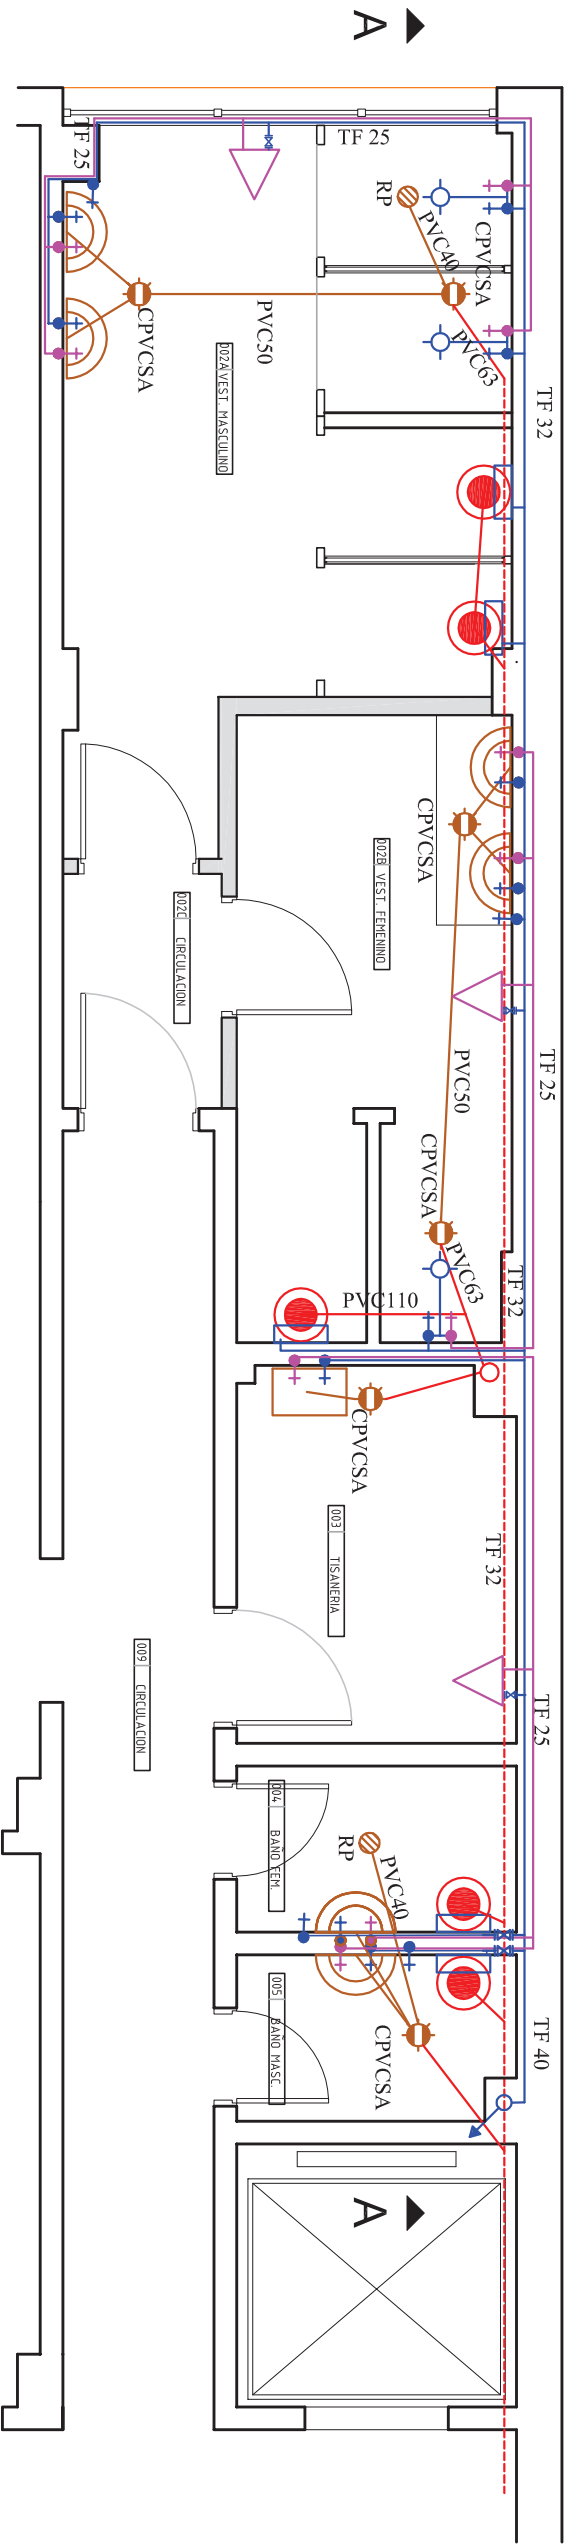 A
TF 25
TF 25
RP
PVC40
CPVCSA
CPVCSA
PVC50
PVC63
TF 32
002A VEST. MASCULINO
CPVCSA
002B VEST. FEMENINO
002C CIRCULACION
TF 25
PVC50
CPVCSA
PVC63
TF 32
PVC110
CPVCSA
003 TISANERIA
TF 32
009 CIRCULACION
TF 25
004 BAÑO FEM.
RP
PVC40
005 BAÑO MASC.
CPVCSA
TF 40
A